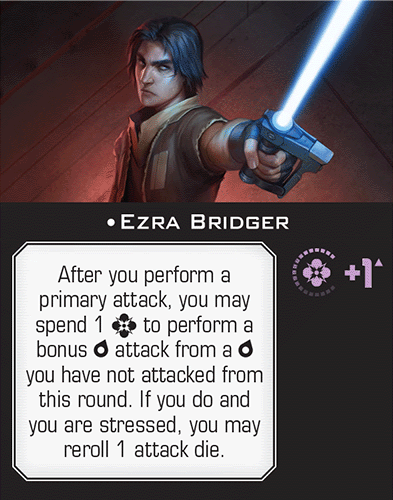 •Ezra Bridger
+1
After you perform a
primary attack, you may
spend 1 to perform a
bonus attack from a
you have not attacked from
this round. If you do and
you are stressed, you may
reroll 1 attack die.